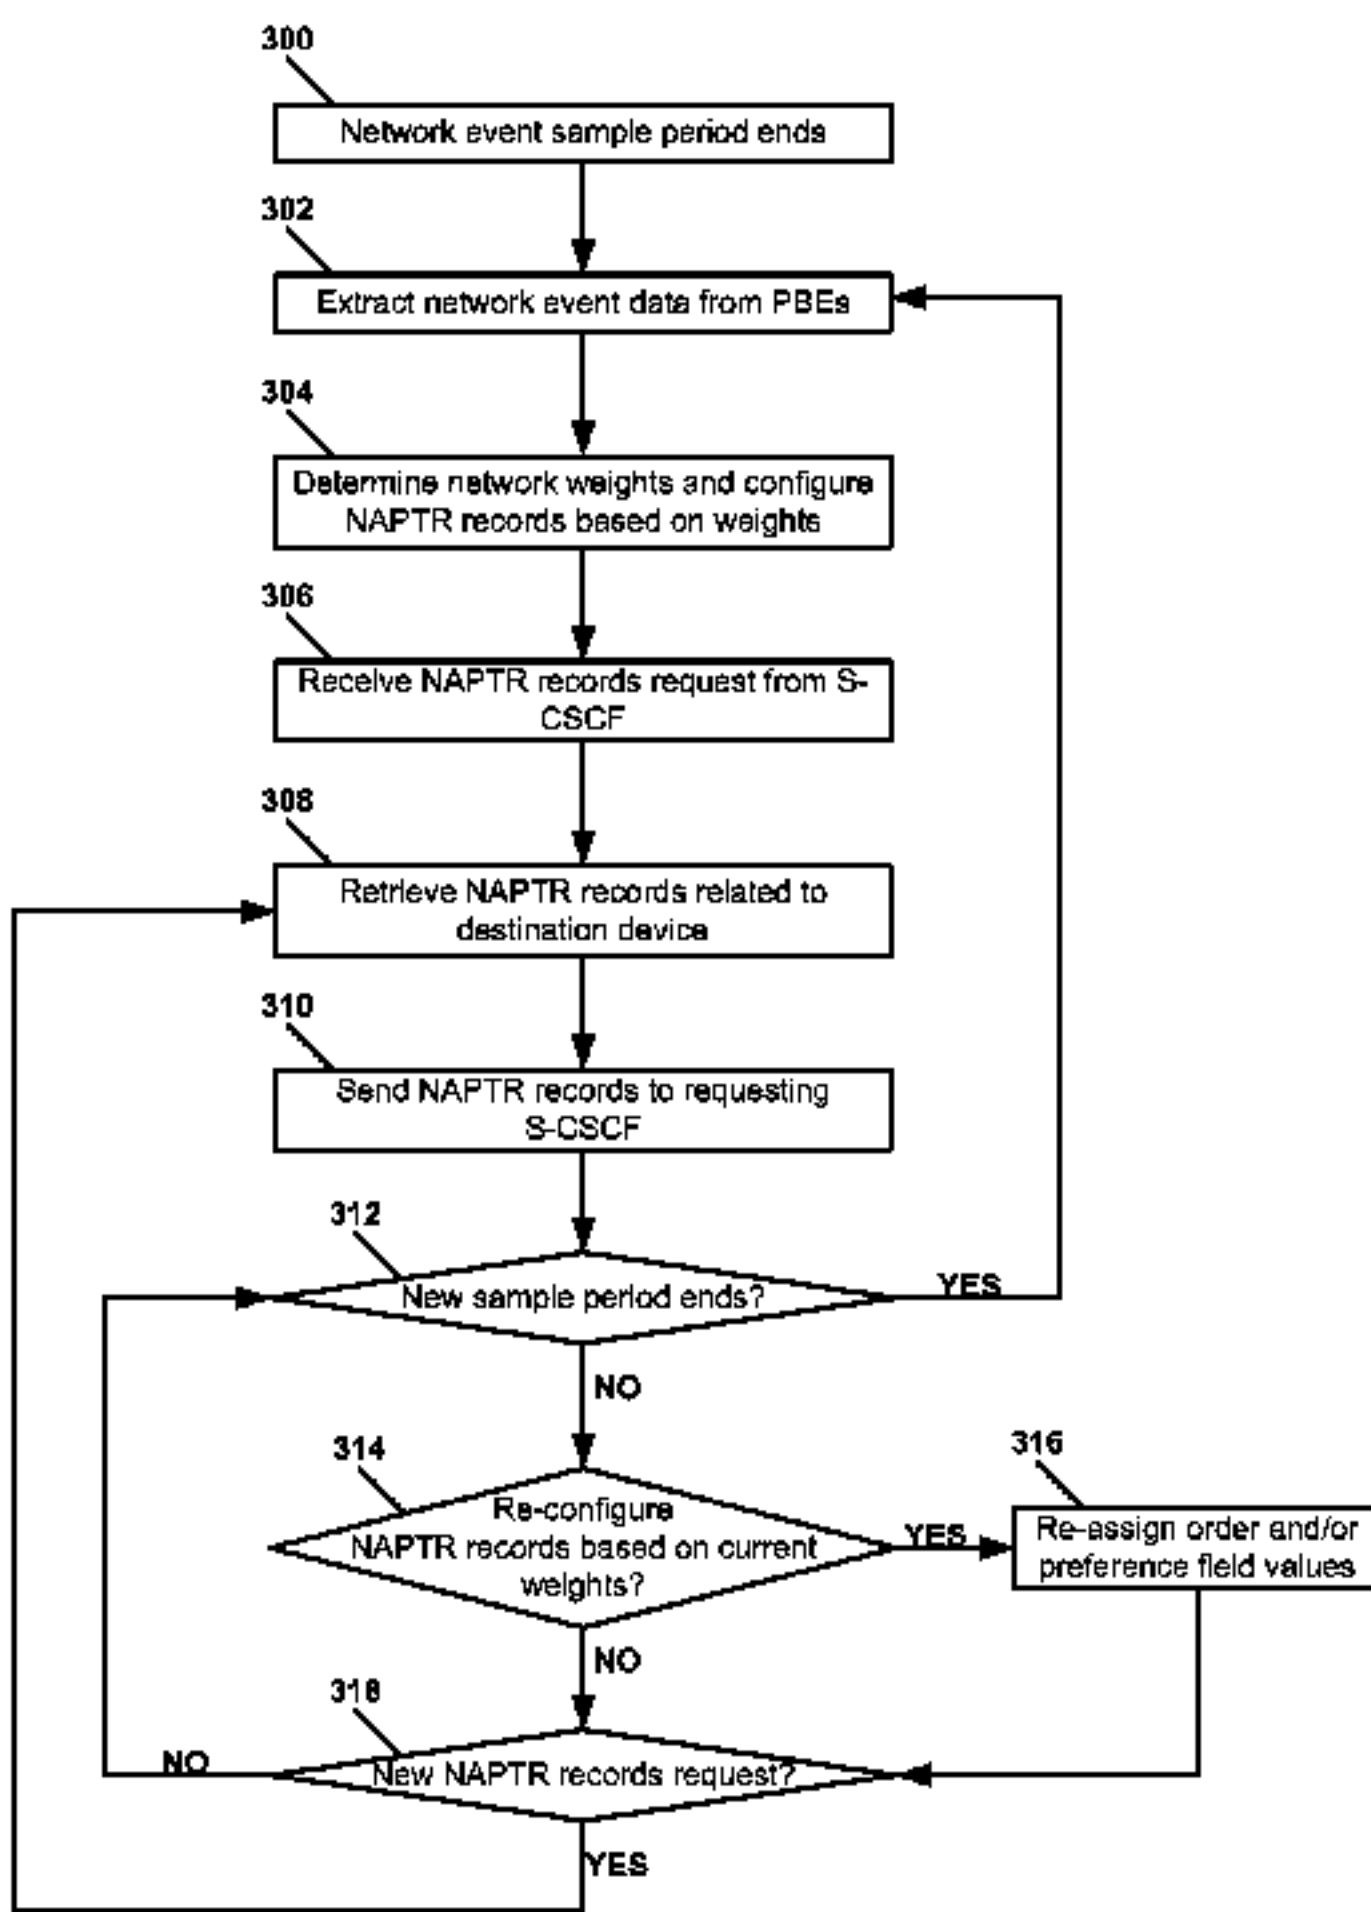 300
Network event sample period ends
302
Extract network event data from PBEs
304
Determine network weights and configure
NAPTR records based on weights
306
Receive NAPTR records request from S-
CSCF
308
Retrieve NAPTR records related to
destination device
310
Send NAPTR records to requesting
S-CSCF
312
New sample period ends?
YES
NO
314
Re-configure
NAPTR records based on current
weights?
YES
316
Re-assign order and/or
preference field values
NO
318
New NAPTR records request?
NO
YES